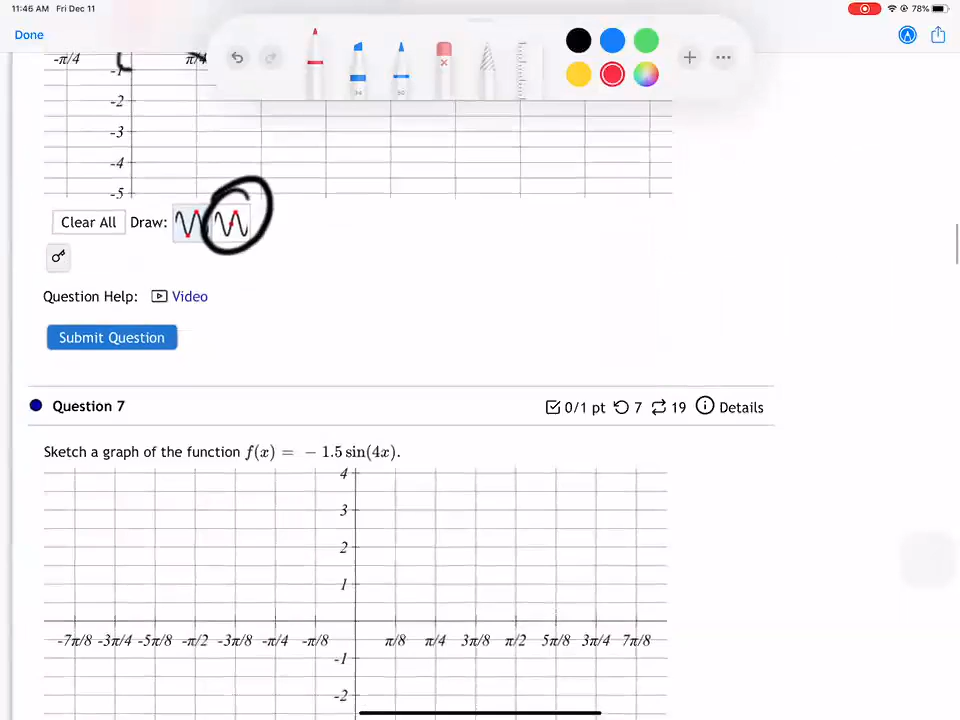 11:46 AM Fri Dec 11 78%
Done
-π/4 π/4
-1
-2
-3
-4
-5
Clear All Draw:
Question Help: Video
Submit Question
Question 7 0/1 pt 7 19 Details
Sketch a graph of the function f(x) = − 1.5 sin(4x).
4
3
2
1
-7π/8 -3π/4 -5π/8 -π/2 -3π/8 -π/4 -π/8 π/8 π/4 3π/8 π/2 5π/8 3π/4 7π/8
-1
-2